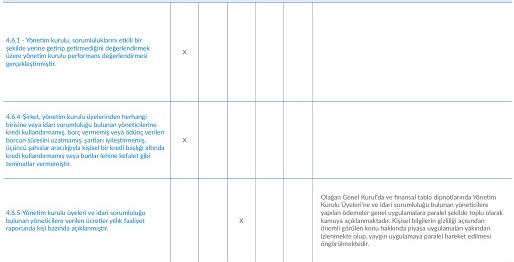 4.6.1 - Yönetim kurulu, sorumluluklarını etkili bir
şekilde yerine getirip getirmediğini değerlendirmek
üzere yönetim kurulu performans değerlendirmesi
gerçekleştirmiştir.
X
4.6.4-Şirket, yönetim kurulu üyelerinden herhangi
birisine veya idari sorumluluğu bulunan yöneticilerine
kredi kullandırmamış, borç vermemiş veya ödünç verilen
borcun süresini uzatmamış, şartları iyileştirmemiş,
üçüncü şahıslar aracılığıyla kişisel bir kredi başlığı altında
kredi kullandırmamış veya bunlar lehine kefalet gibi
teminatlar vermemiştir.
X
4.6.5-Yönetim kurulu üyeleri ve idari sorumluluğu
bulunan yöneticilere verilen ücretler yıllık faaliyet
raporunda kişi bazında açıklanmıştır.
X
Olağan Genel Kurul'da ve finansal tablo dipnotlarında Yönetim
Kurulu Üyeleri'ne ve idari sorumluluğu bulunan yöneticilere
yapılan ödemeler genel uygulamalara paralel şekilde toplu olarak
kamuya açıklanmaktadır. Kişisel bilgilerin gizliliği açısından
önemli görülen konu hakkında piyasa uygulamaları yakından
izlenmekte olup, yaygın uygulamaya paralel hareket edilmesi
öngörülmektedir.